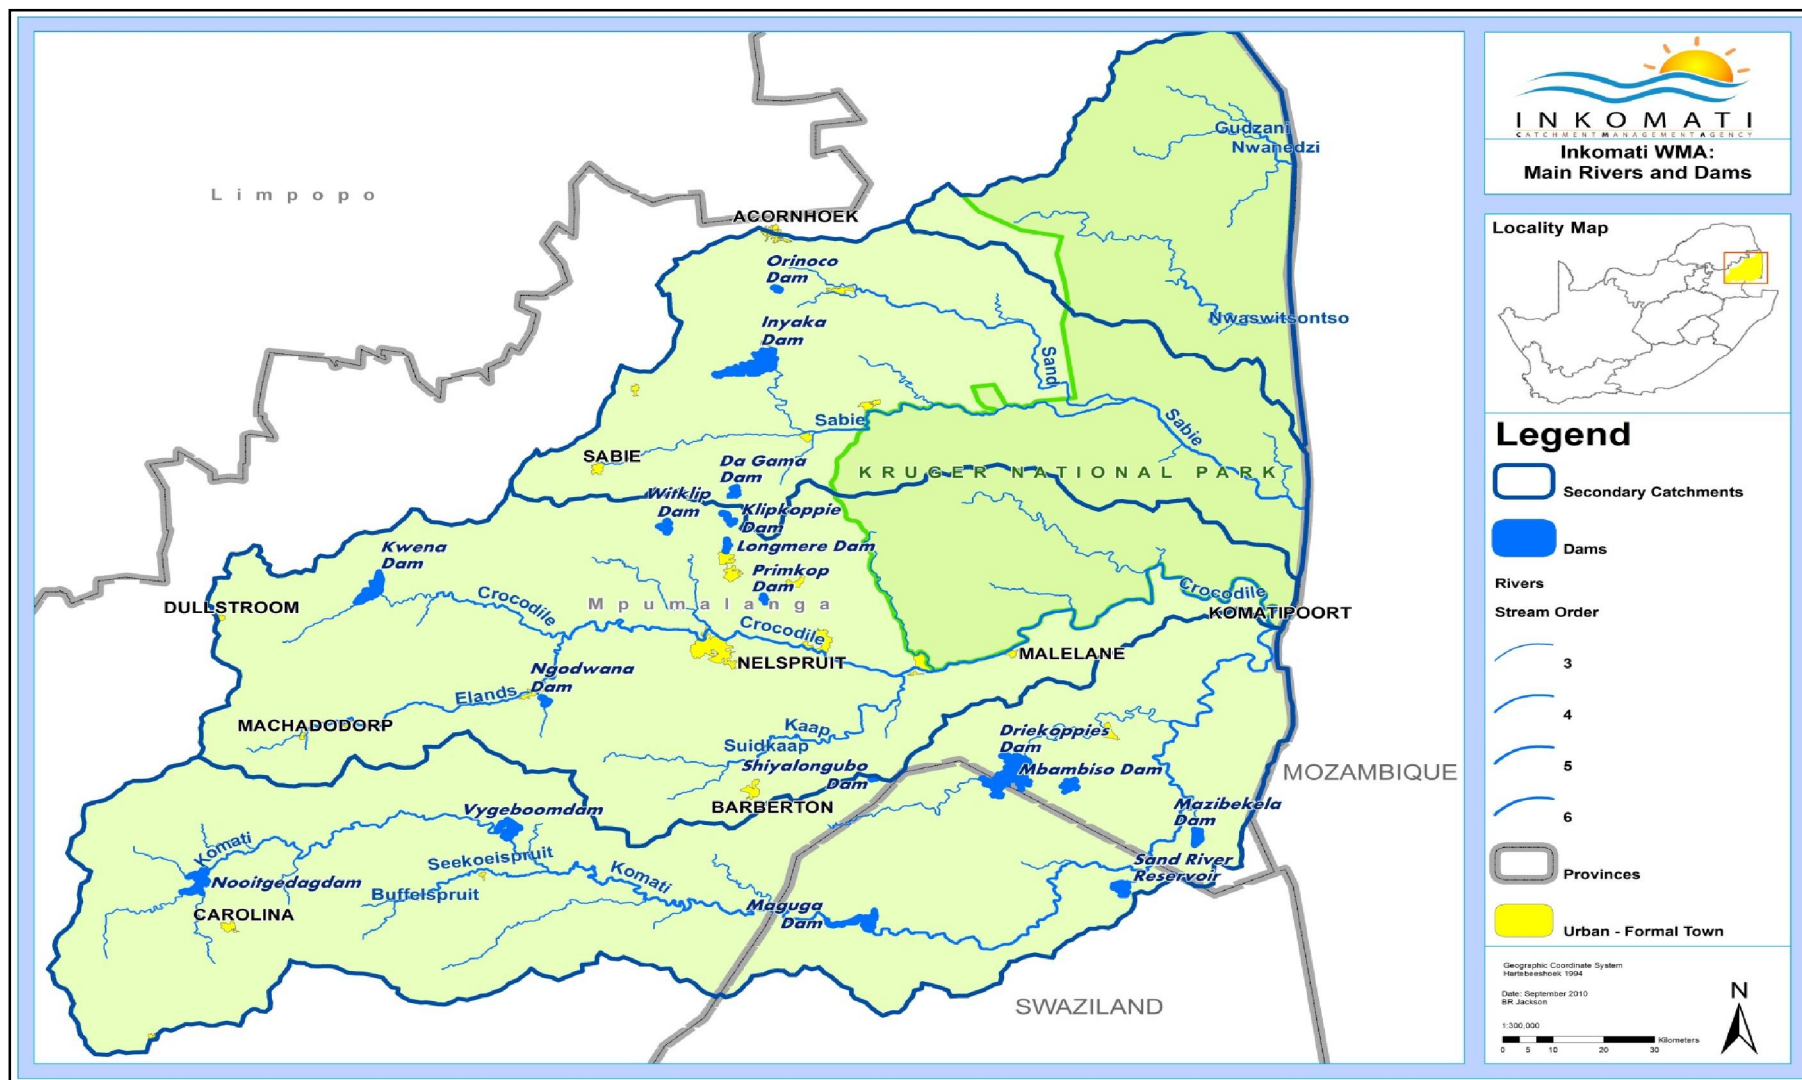 Limpopo
ACORNHOEK
Orinoco
Dam
Inyaka
Dam
Gudzani
Nwanedzi
Nwaswitsontso
Sand
Sabie
Sabie
SABIE
KRUGER NATIONAL PARK
Da Gama
Dam
Witklip
Dam
Klipkoppie
Dam
Longmere Dam
Kwena
Dam
Primkop
Dam
DULLSTROOM
Crocodile
Mpumalanga
Crocodile
Crocodile
KOMATIPOORT
NELSPRUIT
MALELANE
Ngodwana
Dam
Elands
MACHADODORP
Kaap
Suidkaap
Driekoppies
Dam
Shiyalongubo
Dam
Mbambiso Dam
MOZAMBIQUE
BARBERTON
Vygeboomdam
Mazibekela
Dam
Komati
Seekoeispruit
Komati
Sand River
Reservoir
Nooitgedagdam
Buffelspruit
CAROLINA
Maguga
Dam
SWAZILAND
INKOMATI
CATCHMENT MANAGEMENT AGENCY
Inkomati WMA:
Main Rivers and Dams
Locality Map
Legend
Secondary Catchments
Dams
Rivers
Stream Order
3
4
5
6
Provinces
Urban - Formal Town
Geographic Coordinate System
Hartebeeshoek 1994
Date: September 2010
BR Jackson
1:300,000
Kilometers
0 5 10 20 30
N